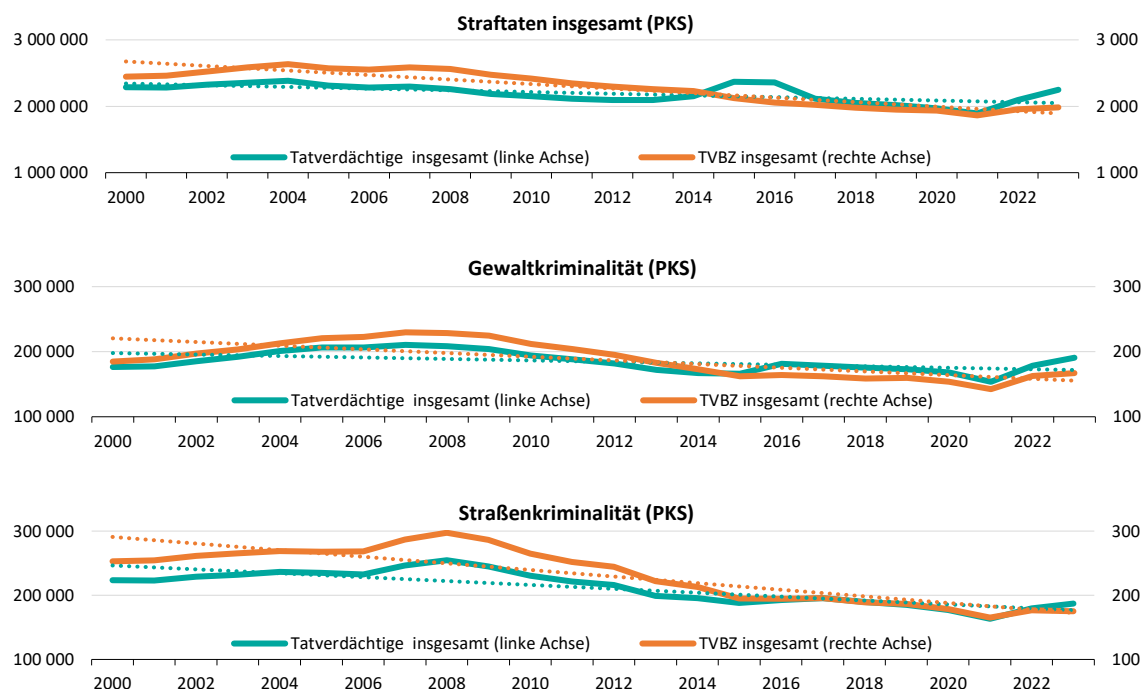 Straftaten insgesamt (PKS)
3 000 000 3 000
2 000 000 2 000
Tatverdächtige insgesamt (linke Achse) TVBZ insgesamt (rechte Achse)
1 000 000 1 000
2000 2002 2004 2006 2008 2010 2012 2014 2016 2018 2020 2022
Gewaltkriminalität (PKS)
300 000 300
200 000 200
Tatverdächtige insgesamt (linke Achse) TVBZ insgesamt (rechte Achse)
100 000 100
2000 2002 2004 2006 2008 2010 2012 2014 2016 2018 2020 2022
Straßenkriminalität (PKS)
300 000 300
200 000 200
Tatverdächtige insgesamt (linke Achse) TVBZ insgesamt (rechte Achse)
100 000 100
2000 2002 2004 2006 2008 2010 2012 2014 2016 2018 2020 2022